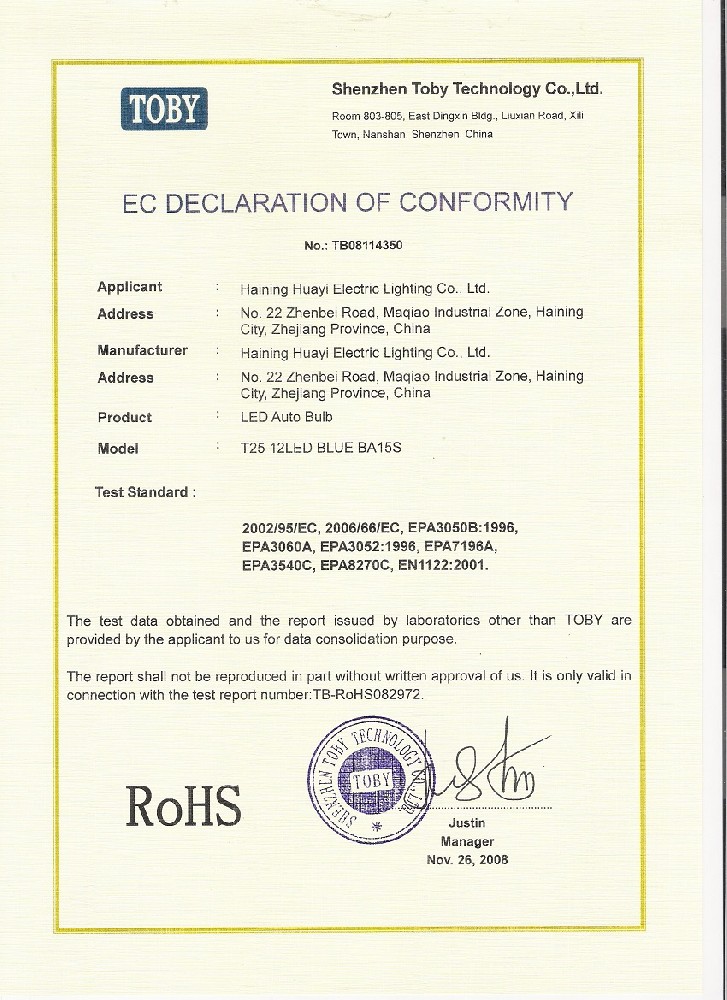 TOBY
Shenzhen Toby Technology Co.,Ltd.
Room 803-805, East Dingxin Bldg., Liuxian Road, Xili
Town, Nanshan Shenzhen China
EC DECLARATION OF CONFORMITY
No.: TB08114350
Applicant : Haining Huayi Electric Lighting Co., Ltd.
Address : No. 22 Zhenbei Road, Maqiao Industrial Zone, Haining
City, Zhejiang Province, China
Manufacturer : Haining Huayi Electric Lighting Co., Ltd.
Address : No. 22 Zhenbei Road, Maqiao Industrial Zone, Haining
City, Zhejiang Province, China
Product : LED Auto Bulb
Model : T25 12LED BLUE BA15S
Test Standard :
2002/95/EC, 2006/66/EC, EPA3050B:1996,
EPA3060A, EPA3052:1996, EPA7196A,
EPA3540C, EPA8270C, EN1122:2001.
The test data obtained and the report issued by laboratories other than TOBY are
provided by the applicant to us for data consolidation purpose.
The report shall not be reproduced in part without written approval of us. It is only valid in
connection with the test report number:TB-RoHS082972.
RoHS
SHENZHEN TOBY TECHNOLOGY CO.,LTD.
TOBY
Justin
Manager
Nov. 26, 2008